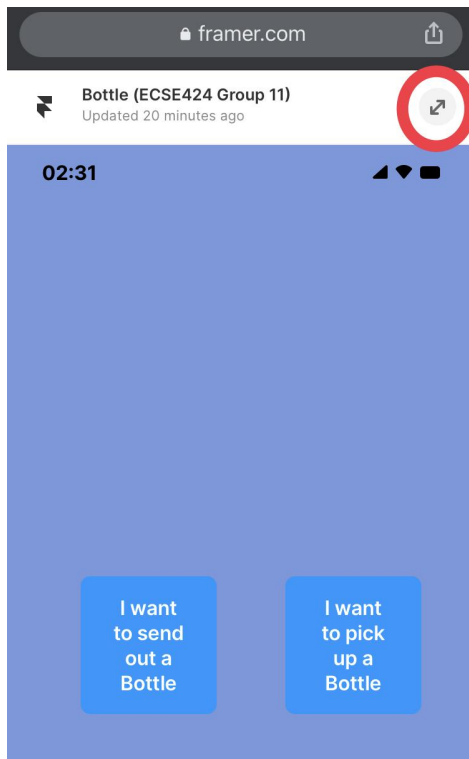 framer.com
Bottle (ECSE424 Group 11)
Updated 20 minutes ago
02:31
I want
to send
out a
Bottle
I want
to pick
up a
Bottle